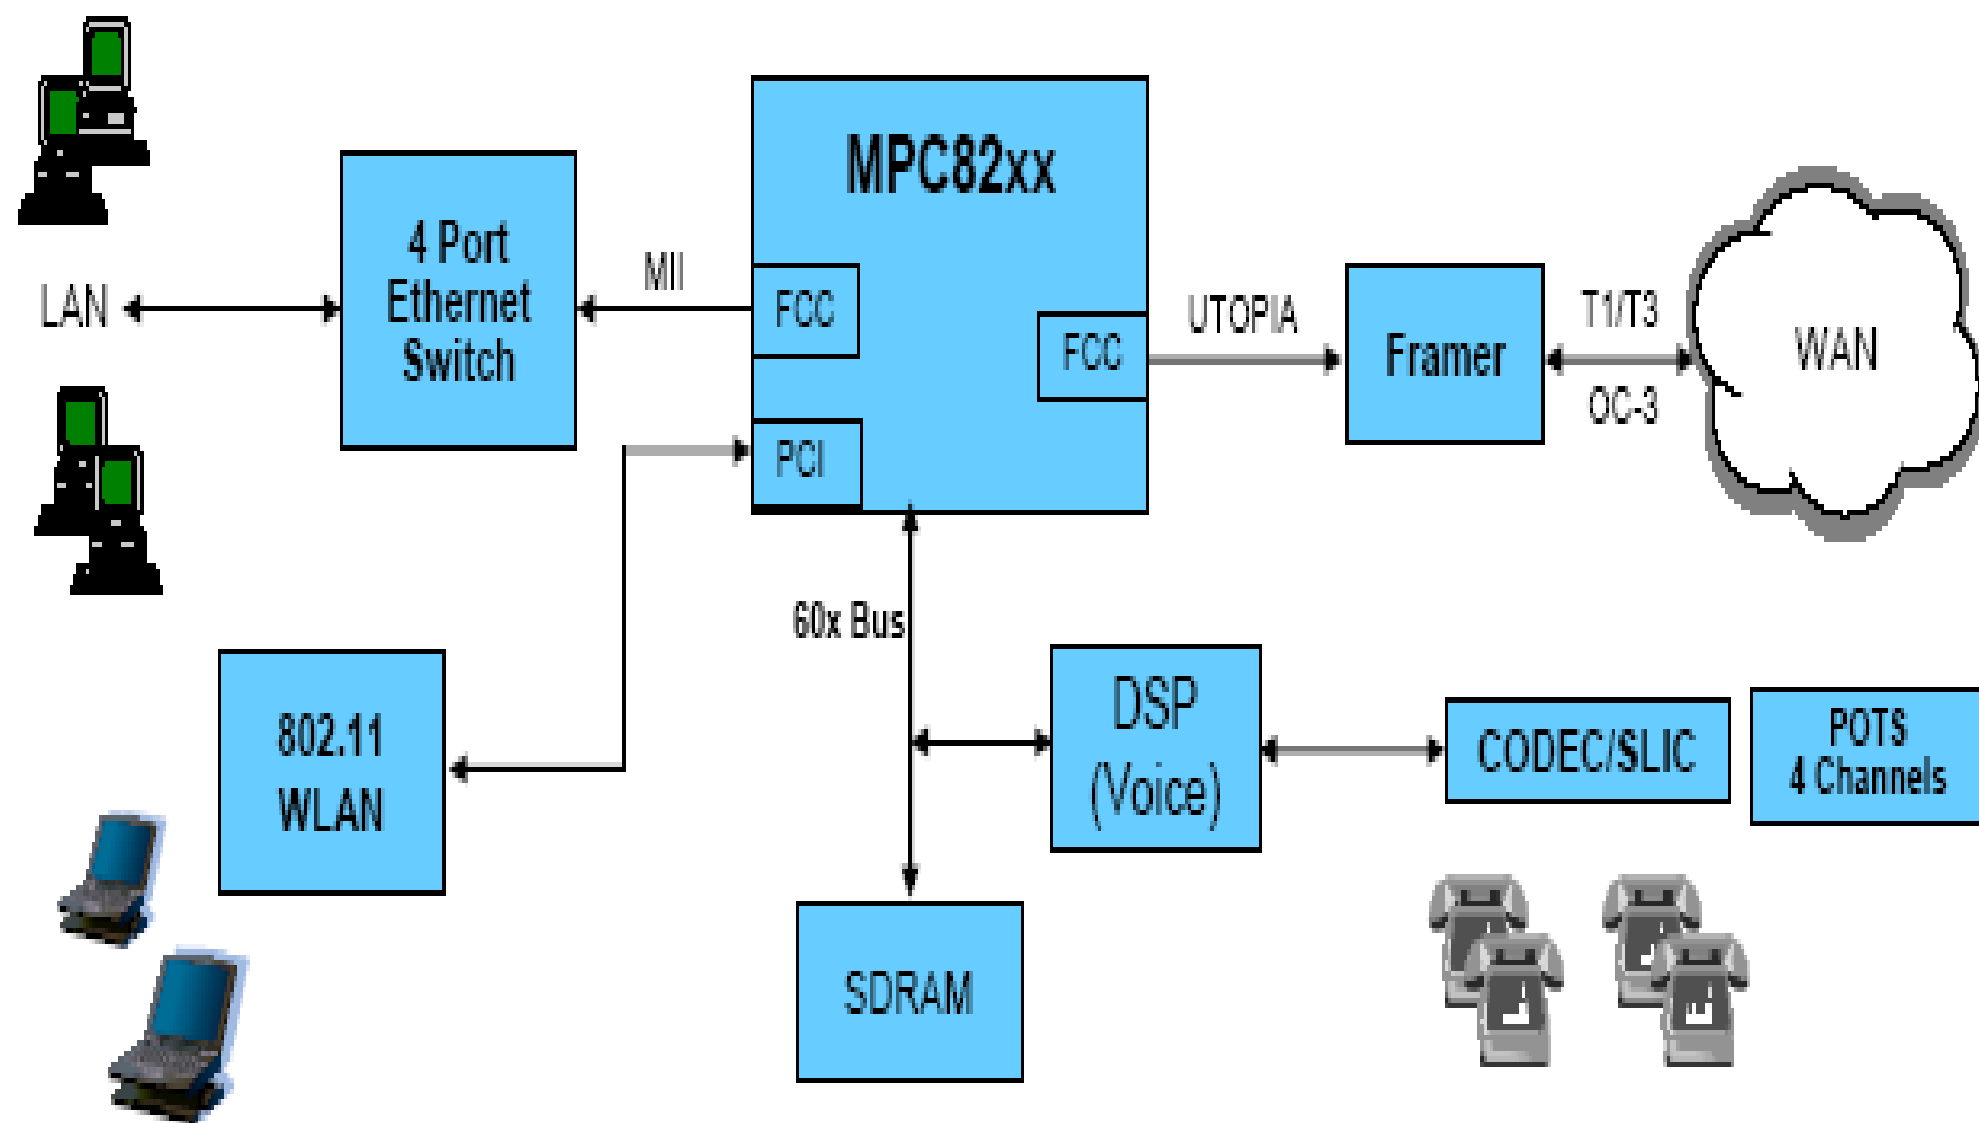 MPC82xx
4 Port
Ethernet
Switch
MII
FCC
LAN
FCC
UTOPIA
Framer
T1/T3
OC-3
WAN
PCI
60x Bus
802.11
WLAN
DSP
(Voice)
CODEC/SLIC
POTS
4 Channels
SDRAM